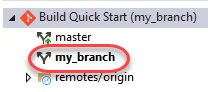 Build Quick Start (my_branch)
master
my_branch
remotes/origin